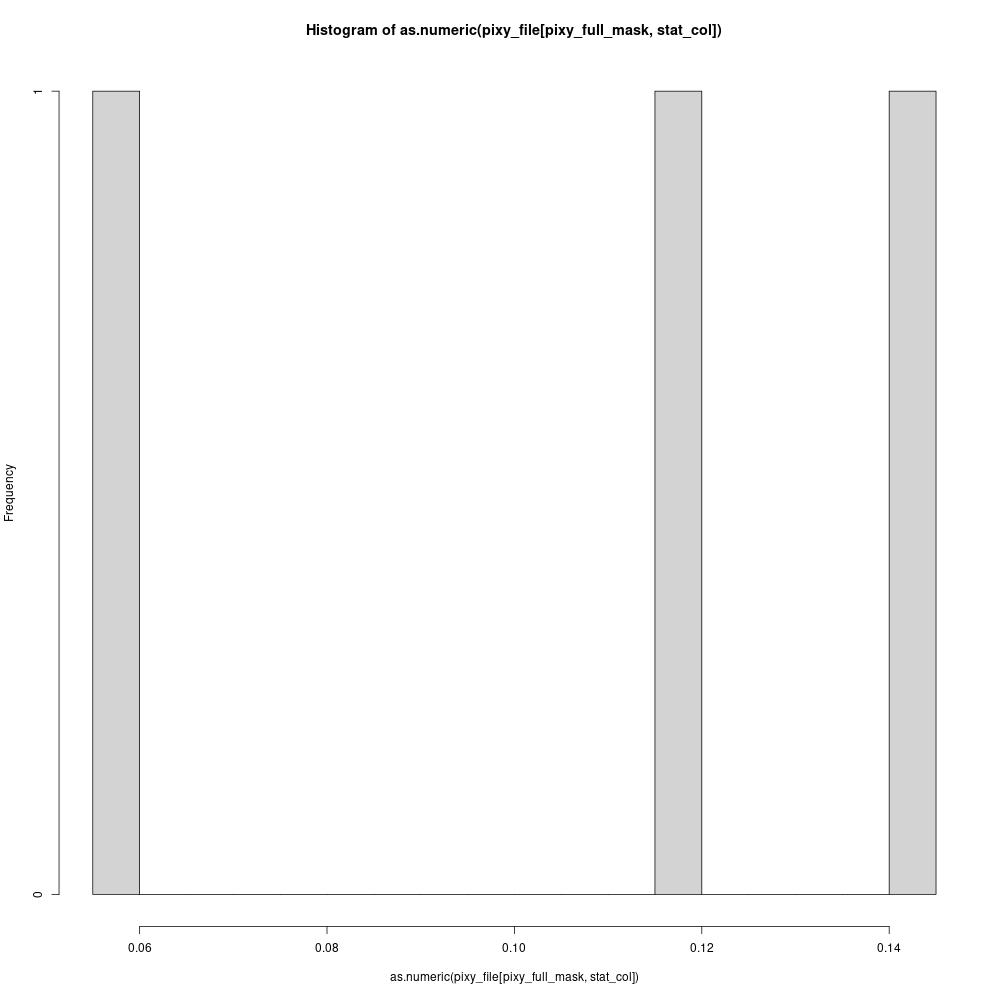 Histogram of as.numeric(pixy_file[pixy_full_mask, stat_col])
1
Frequency
0
0.06 0.08 0.10 0.12 0.14
as.numeric(pixy_file[pixy_full_mask, stat_col])